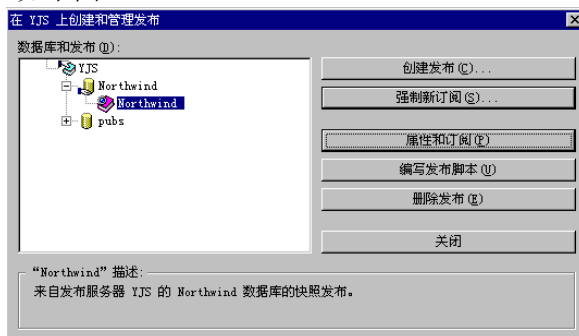 在 YJS 上创建和管理发布
数据库和发布(D):
YJS
Northwind
Northwind
pubs
创建发布(C)...
强制新订阅(S)...
属性和订阅(P)
编写发布脚本(U)
删除发布(E)
关闭
“Northwind”描述:
来自发布服务器 YJS 的 Northwind 数据库的快照发布。